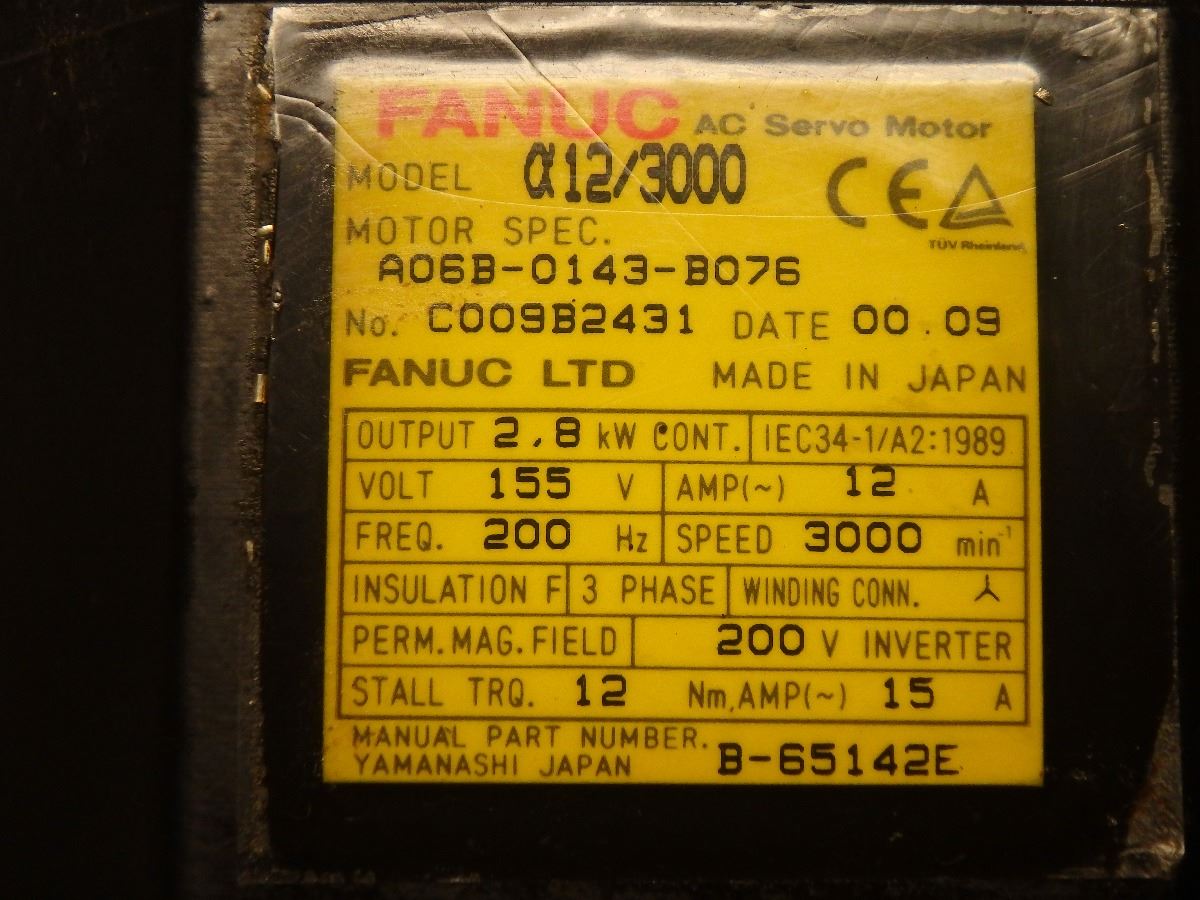 FANUC AC Servo Motor
MODEL α12/3000
CE
TÜV Rheinland
MOTOR SPEC.
A06B-0143-B076
No. C009B2431 DATE 00.09
FANUC LTD MADE IN JAPAN
OUTPUT 2.8 kW CONT. IEC34-1/A2:1989
VOLT 155 V AMP(~) 12 A
FREQ. 200 Hz SPEED 3000 min⁻¹
INSULATION F 3 PHASE WINDING CONN.
PERM.MAG.FIELD 200 V INVERTER
STALL TRQ. 12 Nm,AMP(~) 15 A
MANUAL PART NUMBER.
YAMANASHI JAPAN B-65142E